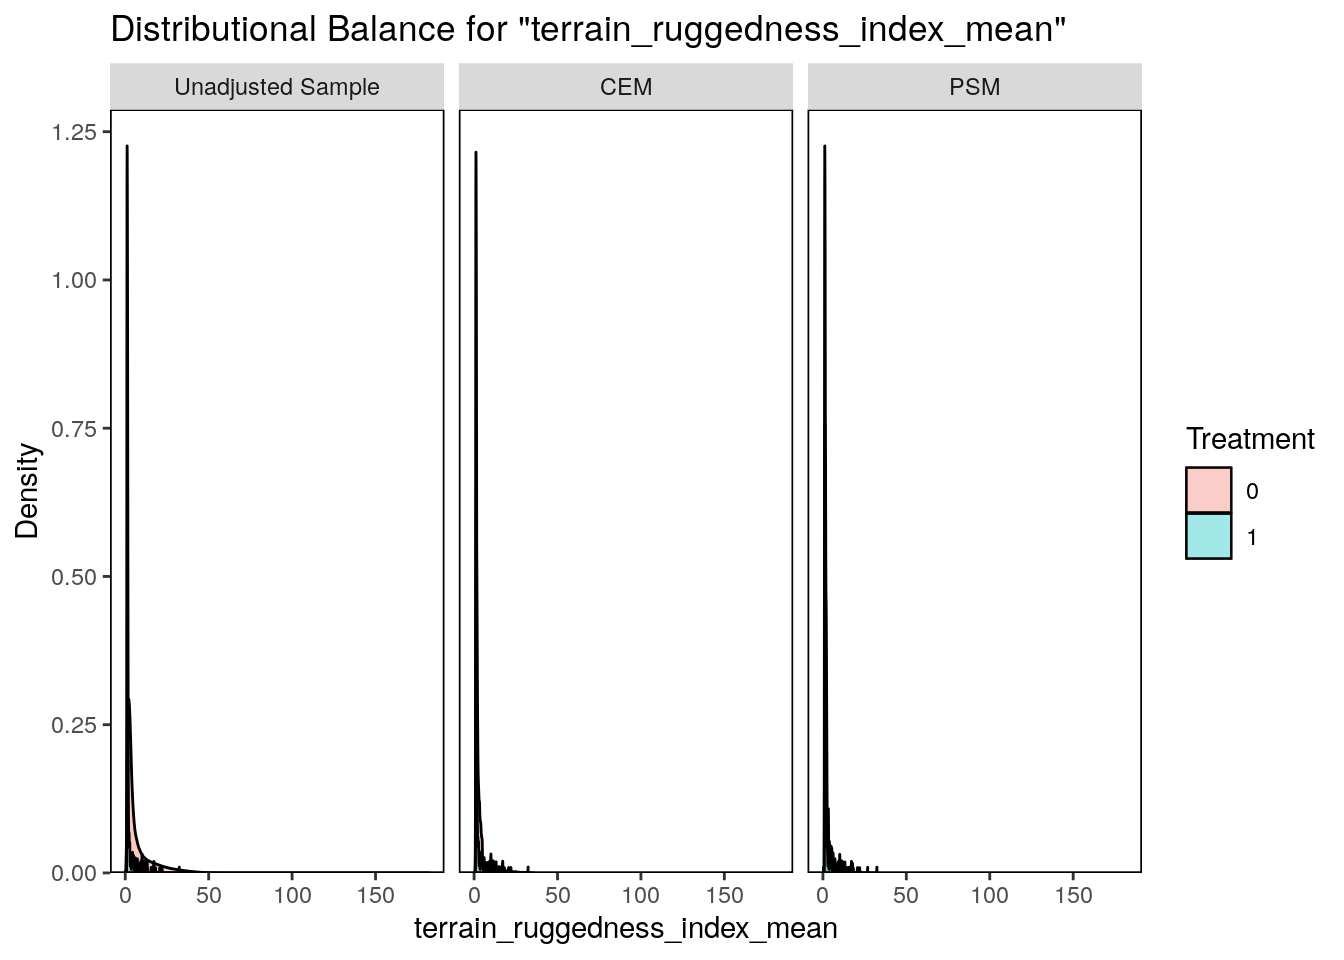 Distributional Balance for "terrain_ruggedness_index_mean"
Unadjusted Sample
CEM
PSM
Density
1.25
1.00
0.75
0.50
0.25
0.00
0 50 100 150
0 50 100 150
0 50 100 150
terrain_ruggedness_index_mean
Treatment
0
1